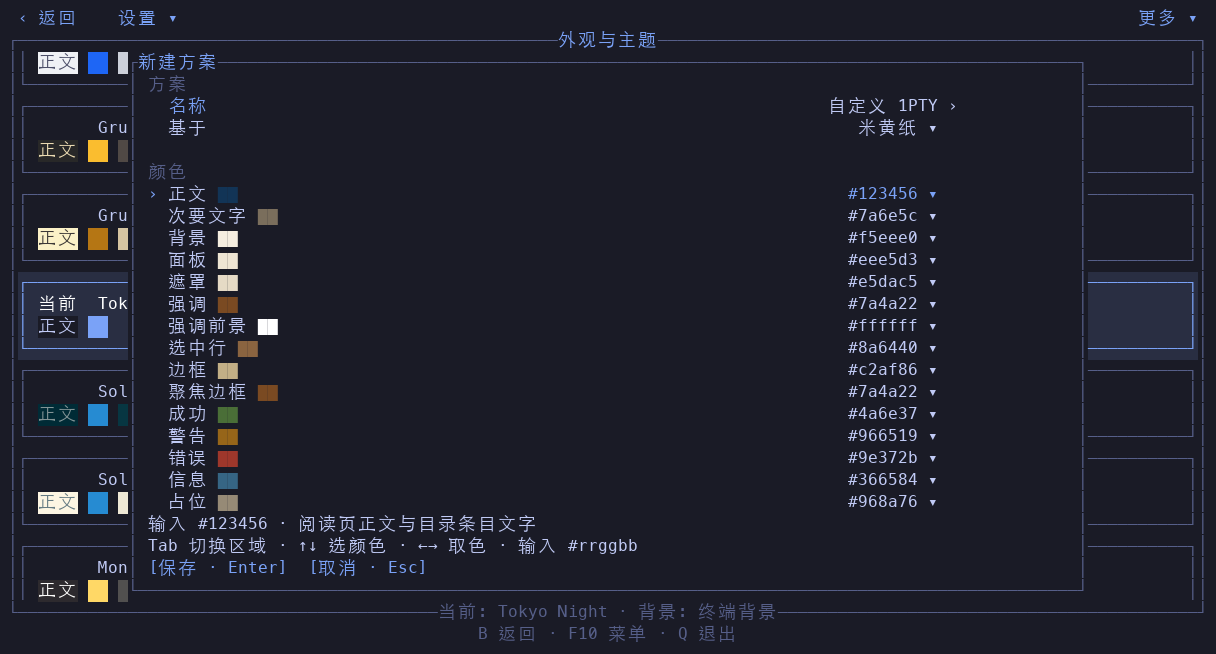 ‹ 返回 设置 ▾ 更多 ▾
外观与主题
正文 新建方案
方案
名称 自定义 1PTY ›
Gru 基于 米黄纸 ▾
正文
颜色
› 正文 #123456 ▾
Gru 次要文字 #7a6e5c ▾
正文 背景 #f5eee0 ▾
面板 #eee5d3 ▾
遮罩 #e5dac5 ▾
当前 Tok 强调 #7a4a22 ▾
正文 强调前景 #ffffff ▾
选中行 #8a6440 ▾
边框 #c2af86 ▾
Sol 聚焦边框 #7a4a22 ▾
正文 成功 #4a6e37 ▾
警告 #966519 ▾
错误 #9e372b ▾
Sol 信息 #366584 ▾
正文 占位 #968a76 ▾
输入 #123456 · 阅读页正文与目录条目文字
Tab 切换区域 · ↑↓ 选颜色 · ←→ 取色 · 输入 #rrggbb
Mon [保存 · Enter] [取消 · Esc]
正文
当前: Tokyo Night · 背景: 终端背景
B 返回 · F10 菜单 · Q 退出